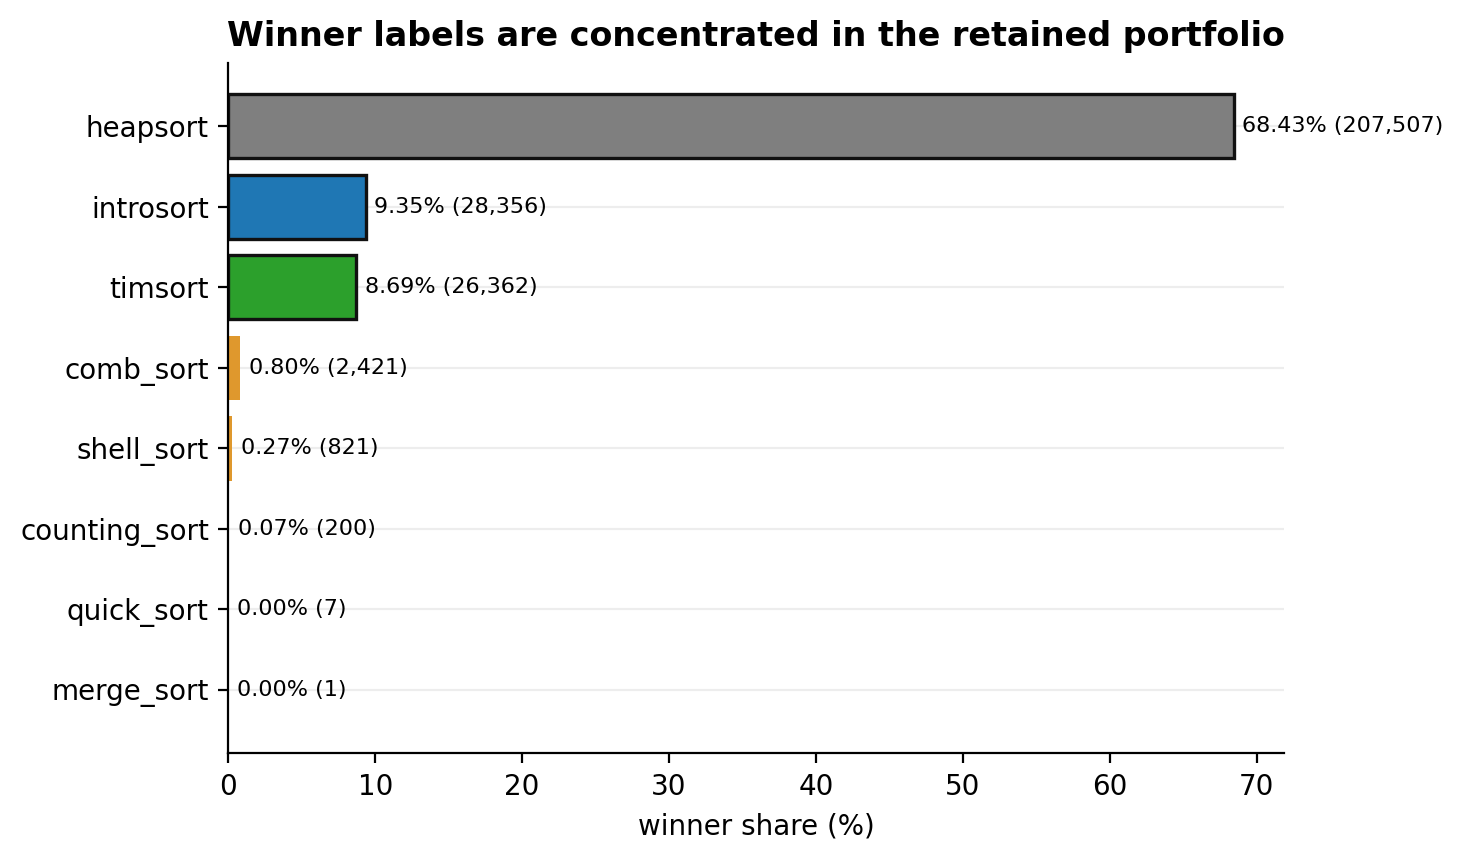 Winner labels are concentrated in the retained portfolio
heapsort 68.43% (207,507)
introsort 9.35% (28,356)
timsort 8.69% (26,362)
comb_sort 0.80% (2,421)
shell_sort 0.27% (821)
counting_sort 0.07% (200)
quick_sort 0.00% (7)
merge_sort 0.00% (1)
0 10 20 30 40 50 60 70
winner share (%)